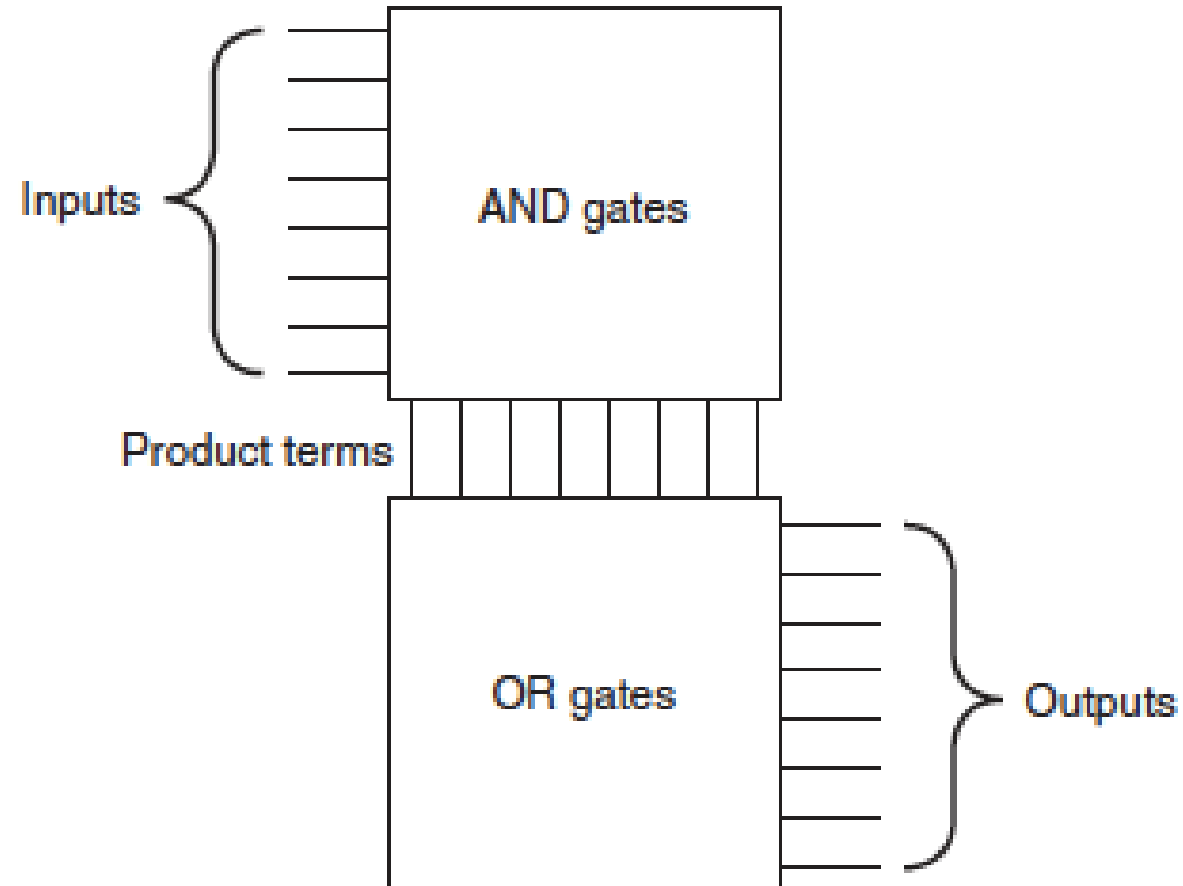 Inputs
AND gates
Product terms
OR gates
Outputs